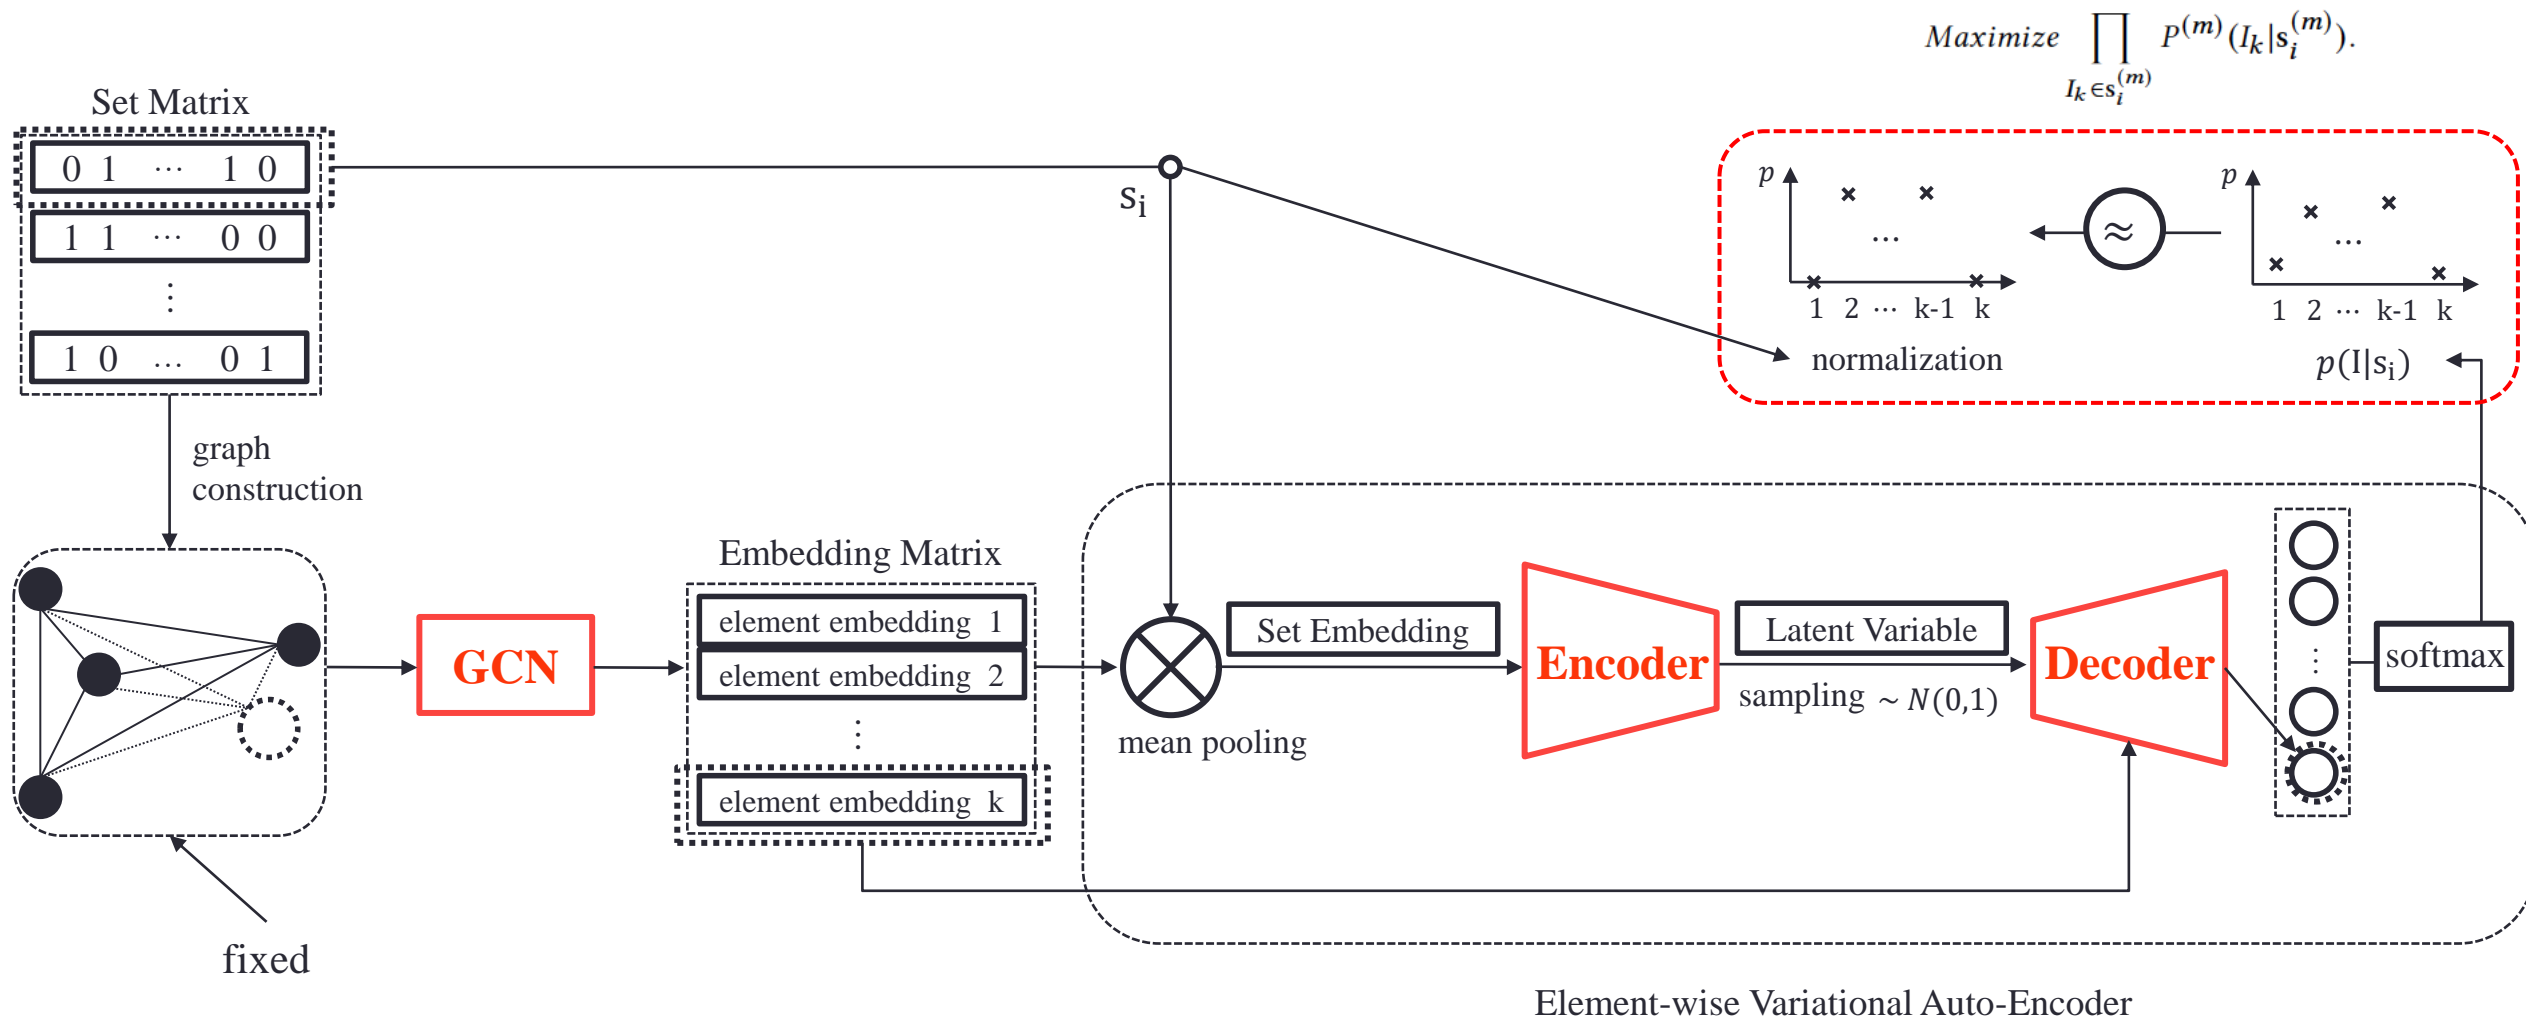 Maximize ∏ P^(m) (I_k|s_i^(m)).
I_k∈s_i^(m)
Set Matrix
0 1 ··· 1 0
1 1 ··· 0 0
⋮
1 0 ··· 0 1
s_i
p
...
1 2 ··· k-1 k
normalization
≈
p
...
1 2 ··· k-1 k
p(I|s_i)
graph
construction
fixed
GCN
Embedding Matrix
element embedding 1
element embedding 2
⋮
element embedding k
mean pooling
Set Embedding
Encoder
Latent Variable
sampling ~ N(0,1)
Decoder
⋮
softmax
Element-wise Variational Auto-Encoder